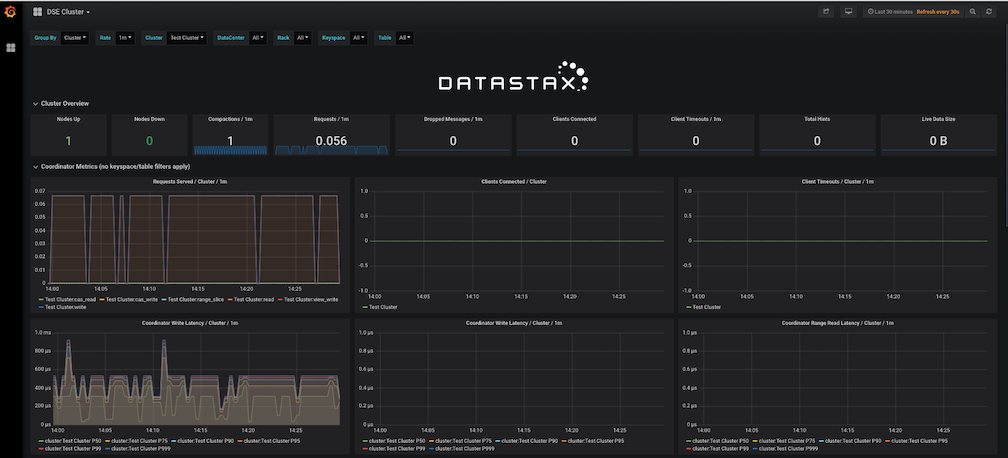 DSE Cluster
Last 30 minutes Refresh every 30s
Group By Cluster Rate 1m Cluster Test Cluster DataCenter All Rack All Keyspace All Table All
DATASTAX
Cluster Overview
Nodes Up Nodes Down Compactions / 1m Requests / 1m Dropped Messages / 1m Clients Connected Client Timeouts / 1m Total Hints Live Data Size
1 0 1 0.056 0 0 0 0 0 B
Coordinator Metrics (no keyspace/table filters apply)
Requests Served / Cluster / 1m
0.07
0.06
0.05
0.04
0.03
0.02
0.01
0
14:00 14:05 14:10 14:15 14:20 14:25
Test Cluster:cas_read Test Cluster:cas_write Test Cluster:range_slice Test Cluster:read Test Cluster:view_write
Test Cluster:write
Clients Connected / Cluster
1.0
0.5
0
-0.5
-1.0
14:00 14:05 14:10 14:15 14:20 14:25
Test Cluster
Client Timeouts / Cluster / 1m
1.0
0.5
0
-0.5
-1.0
14:00 14:05 14:10 14:15 14:20 14:25
Test Cluster
Coordinator Write Latency / Cluster / 1m
1.0 ms
800 µs
600 µs
400 µs
200 µs
0 µs
14:00 14:05 14:10 14:15 14:20 14:25
cluster:Test Cluster P50 cluster:Test Cluster P75 cluster:Test Cluster P90 cluster:Test Cluster P95
cluster:Test Cluster P99 cluster:Test Cluster P999
Coordinator Write Latency / Cluster / 1m
1.0 µs
0.8 µs
0.6 µs
0.4 µs
0.2 µs
0 µs
14:00 14:05 14:10 14:15 14:20 14:25
cluster:Test Cluster P50 cluster:Test Cluster P75 cluster:Test Cluster P90 cluster:Test Cluster P95
cluster:Test Cluster P99 cluster:Test Cluster P999
Coordinator Range Read Latency / Cluster / 1m
1.0 µs
0.8 µs
0.6 µs
0.4 µs
0.2 µs
0 µs
14:00 14:05 14:10 14:15 14:20 14:25
cluster:Test Cluster P50 cluster:Test Cluster P75 cluster:Test Cluster P90 cluster:Test Cluster P95
cluster:Test Cluster P99 cluster:Test Cluster P999